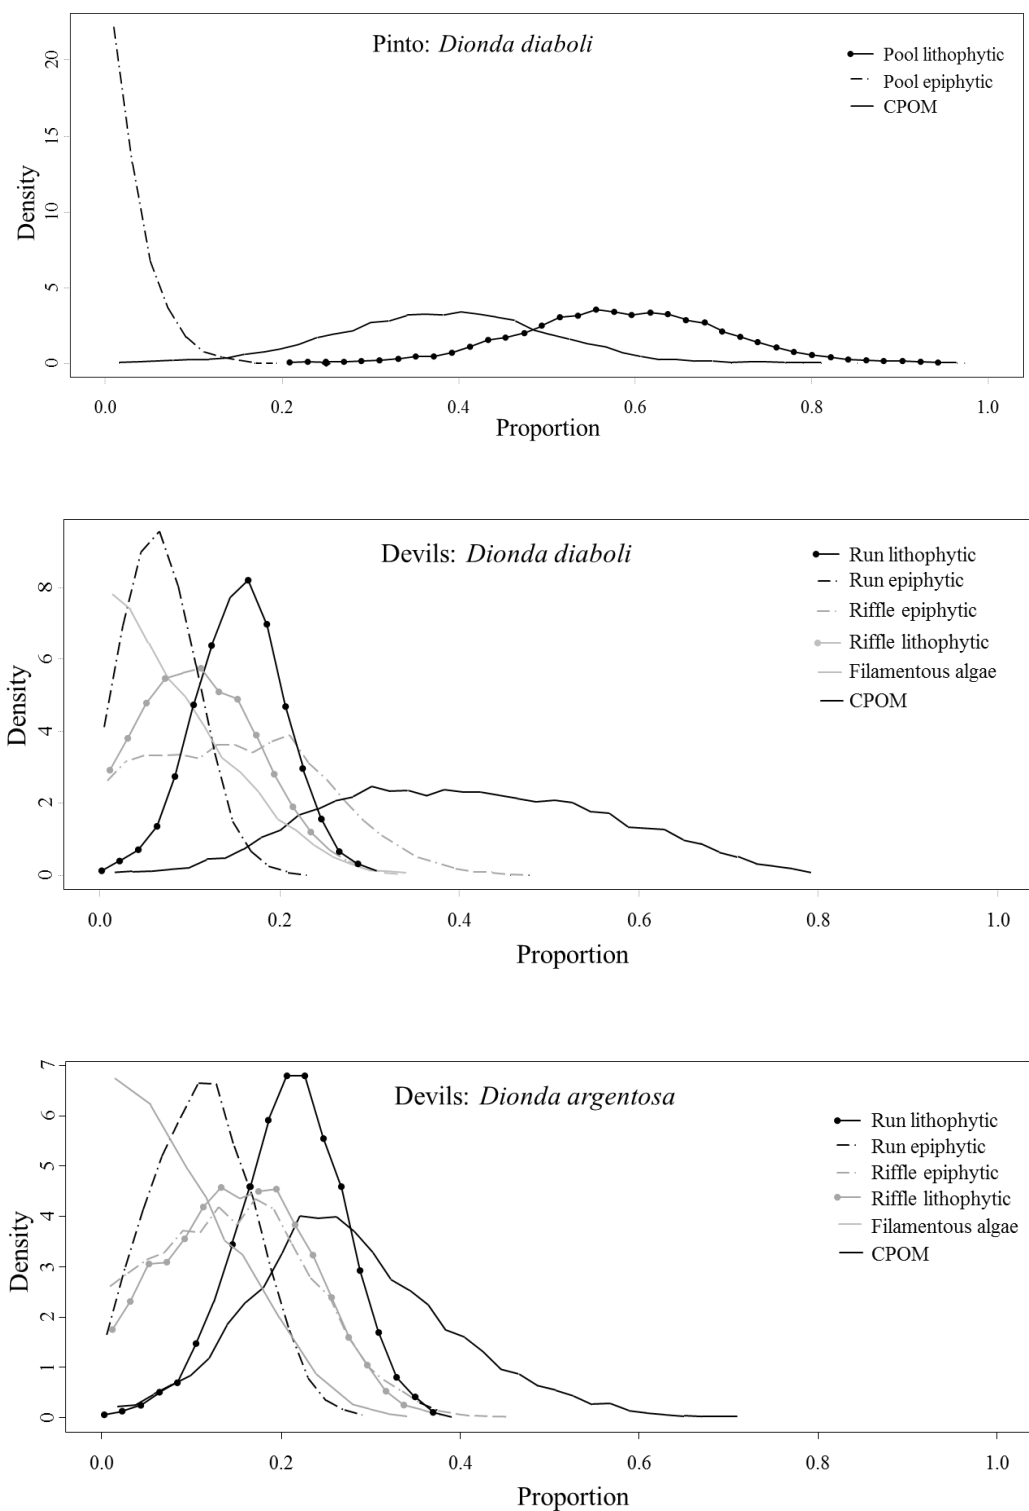 Pinto: Dionda diaboli
Pool lithophytic
Pool epiphytic
CPOM
Density
20
15
10
5
0
0.0 0.2 0.4 0.6 0.8 1.0
Proportion
Devils: Dionda diaboli
Run lithophytic
Run epiphytic
Riffle epiphytic
Riffle lithophytic
Filamentous algae
CPOM
Density
8
6
4
2
0
0.0 0.2 0.4 0.6 0.8 1.0
Proportion
Devils: Dionda argentosa
Run lithophytic
Run epiphytic
Riffle epiphytic
Riffle lithophytic
Filamentous algae
CPOM
Density
7
6
5
4
3
2
1
0
0.0 0.2 0.4 0.6 0.8 1.0
Proportion